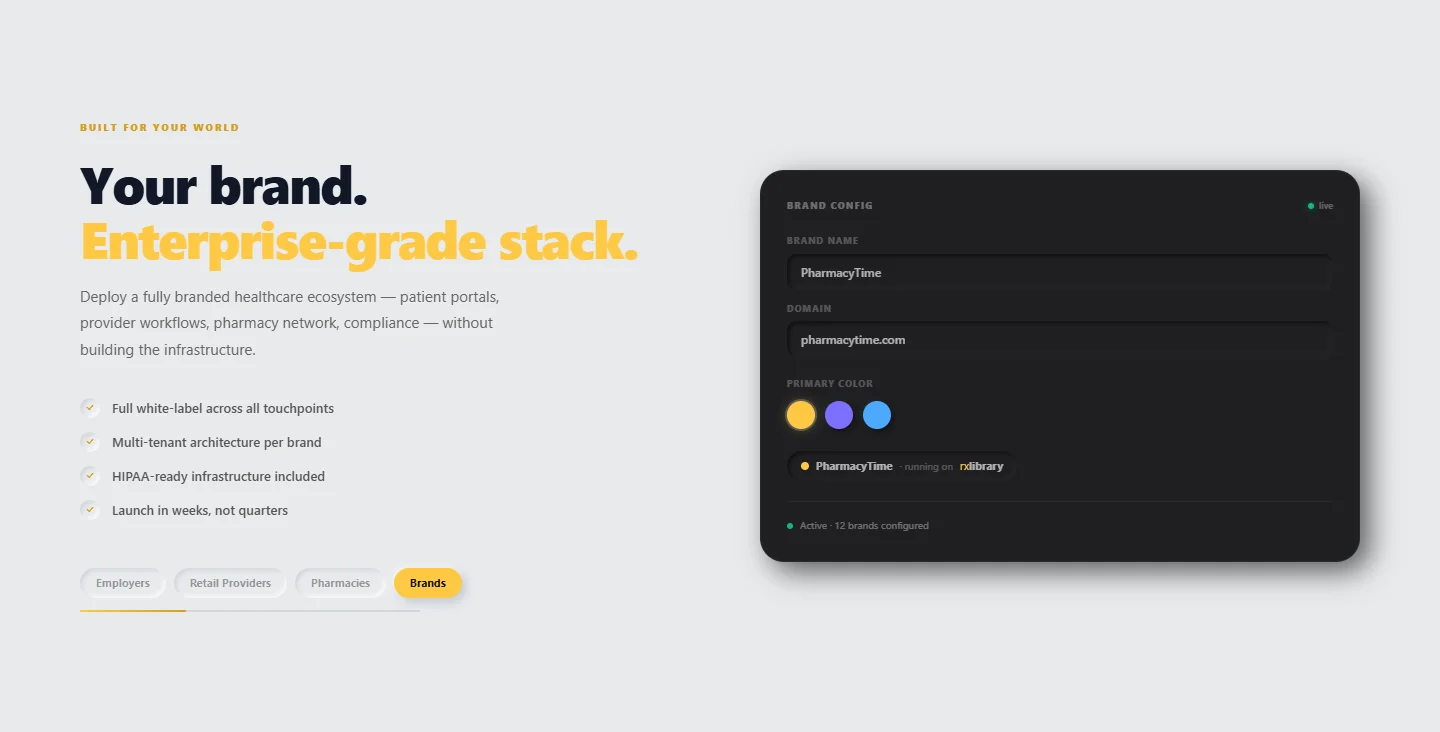 BUILT FOR YOUR WORLD
Your brand.
Enterprise-grade stack.
Deploy a fully branded healthcare ecosystem — patient portals,
provider workflows, pharmacy network, compliance — without
building the infrastructure.
Full white-label across all touchpoints
Multi-tenant architecture per brand
HIPAA-ready infrastructure included
Launch in weeks, not quarters
Employers
Retail Providers
Pharmacies
Brands
BRAND CONFIG
live
BRAND NAME
PharmacyTime
DOMAIN
pharmacytime.com
PRIMARY COLOR
PharmacyTime · running on rxlibrary
Active · 12 brands configured